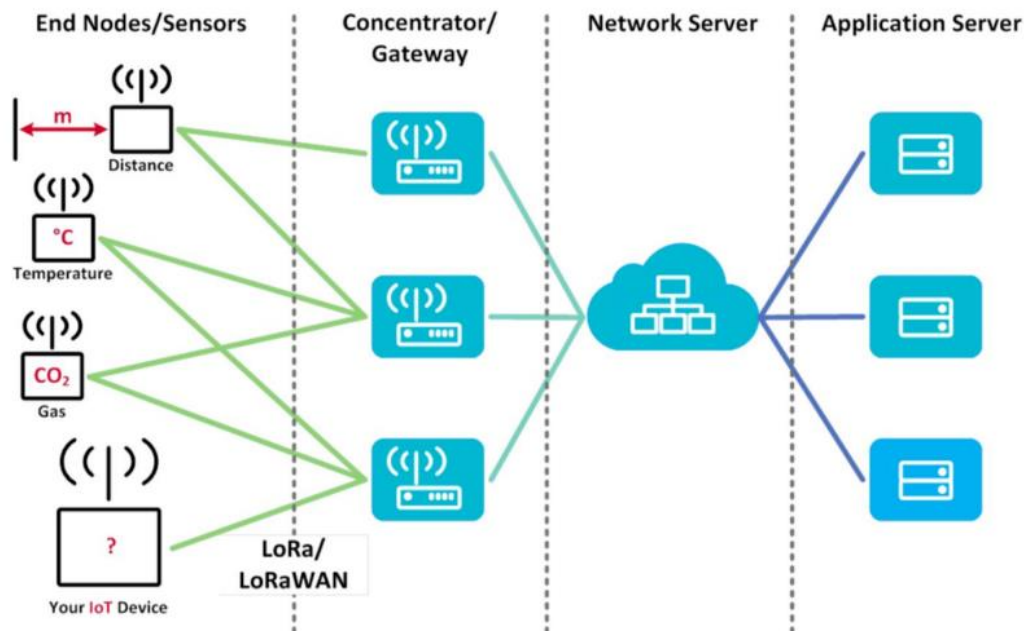 End Nodes/Sensors
Concentrator/
Gateway
Network Server
Application Server
m
Distance
°C
Temperature
CO₂
Gas
?
Your IoT Device
LoRa/
LoRaWAN